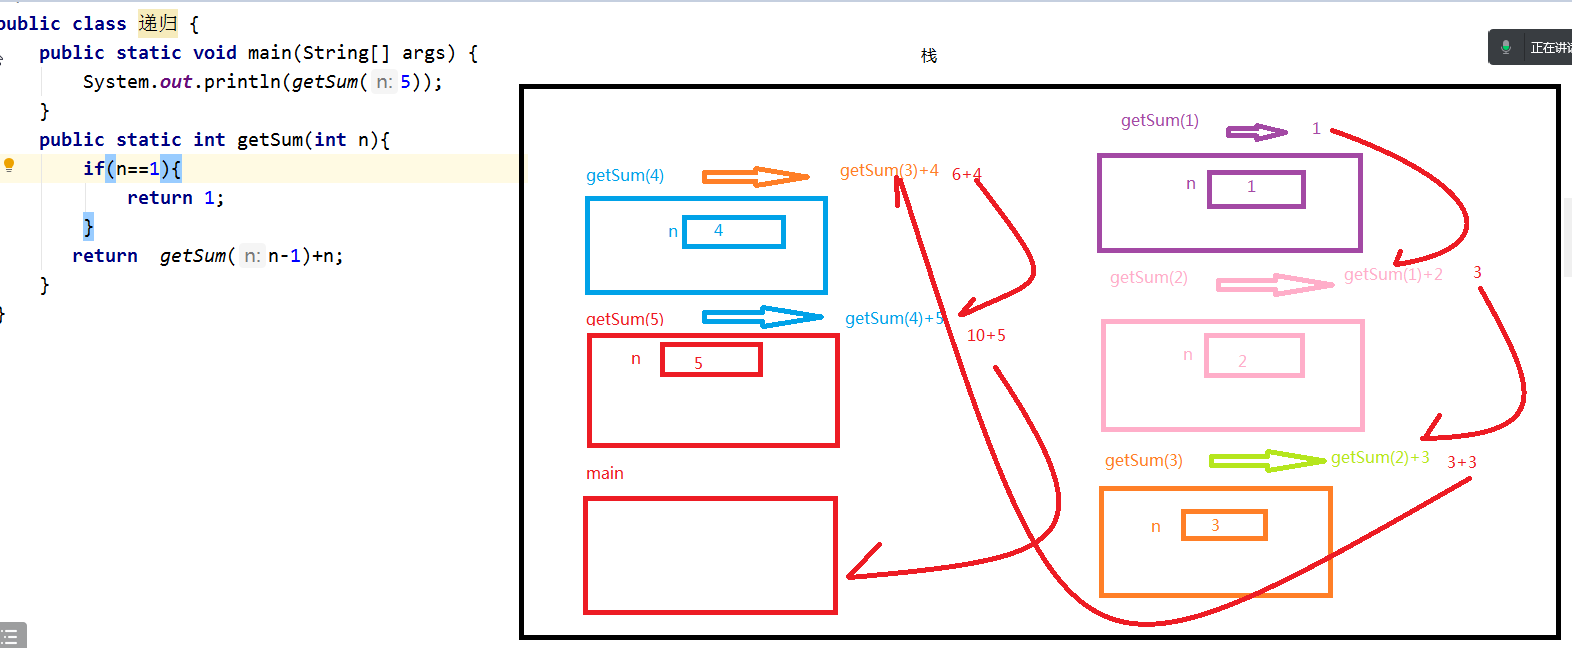 public class 递归 {
public static void main(String[] args) {
System.out.println(getSum( n: 5));
}
public static int getSum(int n){
if(n==1){
return 1;
}
return getSum( n: n-1)+n;
}
}
栈
正在讲话
getSum(4)
getSum(3)+4
6+4
n
4
getSum(5)
getSum(4)+5
10+5
n
5
main
getSum(1)
1
n
1
getSum(2)
getSum(1)+2
3
n
2
getSum(3)
getSum(2)+3
3+3
n
3